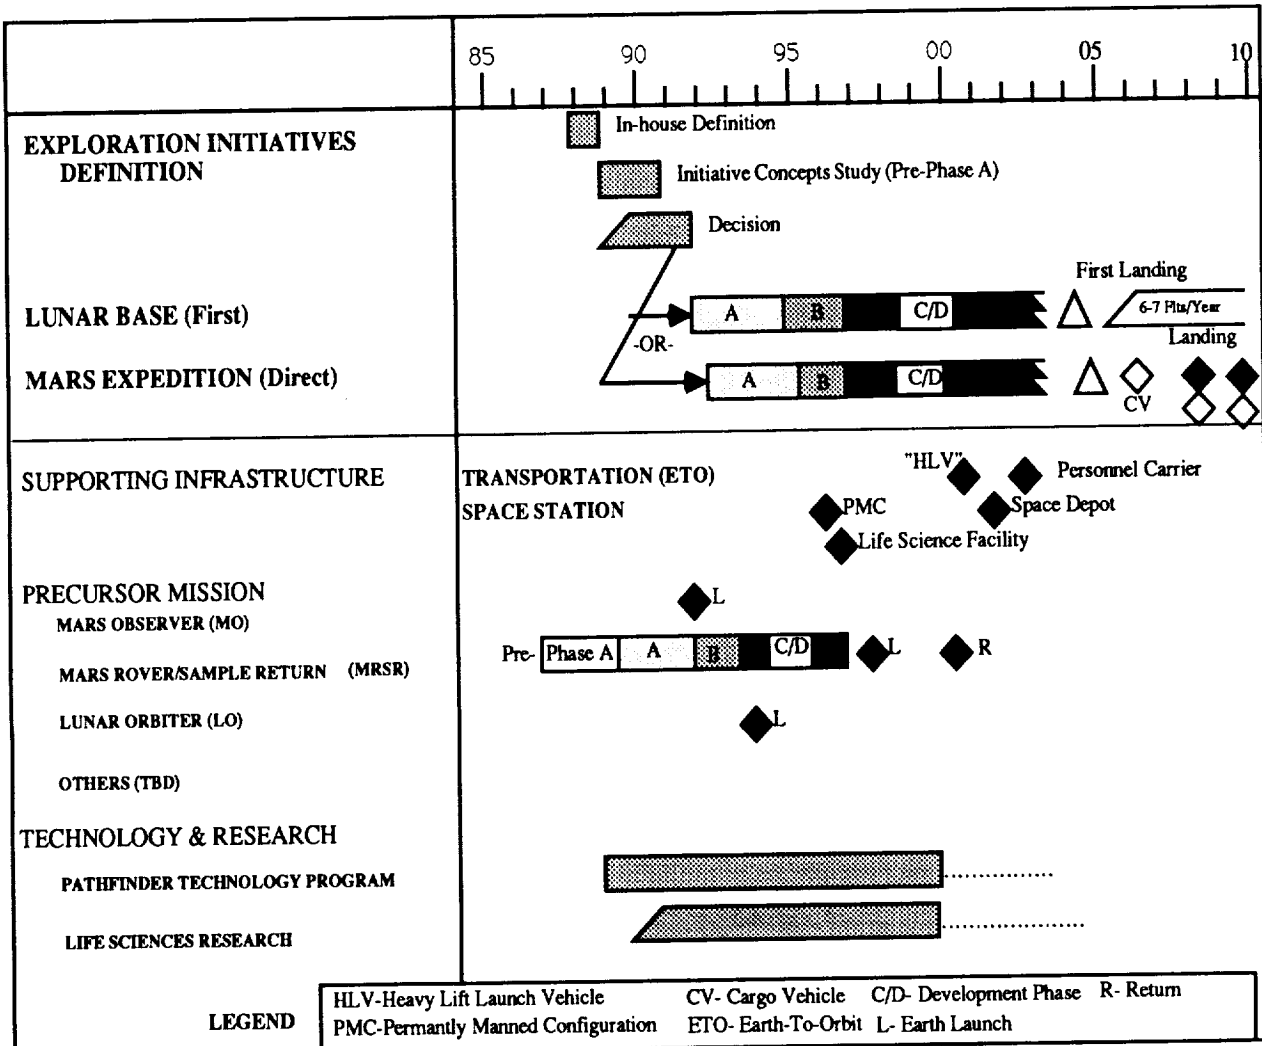 85 90 95 00 05 10
EXPLORATION INITIATIVES
DEFINITION
In-house Definition
Initiative Concepts Study (Pre-Phase A)
Decision
First Landing
LUNAR BASE (First)
A B C/D
6-7 Flts/Year
-OR-
Landing
MARS EXPEDITION (Direct)
A B C/D
CV
SUPPORTING INFRASTRUCTURE
TRANSPORTATION (ETO)
"HLV"
Personnel Carrier
SPACE STATION
PMC
Space Depot
Life Science Facility
PRECURSOR MISSION
L
MARS OBSERVER (MO)
MARS ROVER/SAMPLE RETURN (MRSR)
Pre- Phase A A B C/D L R
LUNAR ORBITER (LO)
L
OTHERS (TBD)
TECHNOLOGY & RESEARCH
PATHFINDER TECHNOLOGY PROGRAM
LIFE SCIENCES RESEARCH
LEGEND
HLV-Heavy Lift Launch Vehicle CV- Cargo Vehicle C/D- Development Phase R- Return
PMC-Permantly Manned Configuration ETO- Earth-To-Orbit L- Earth Launch